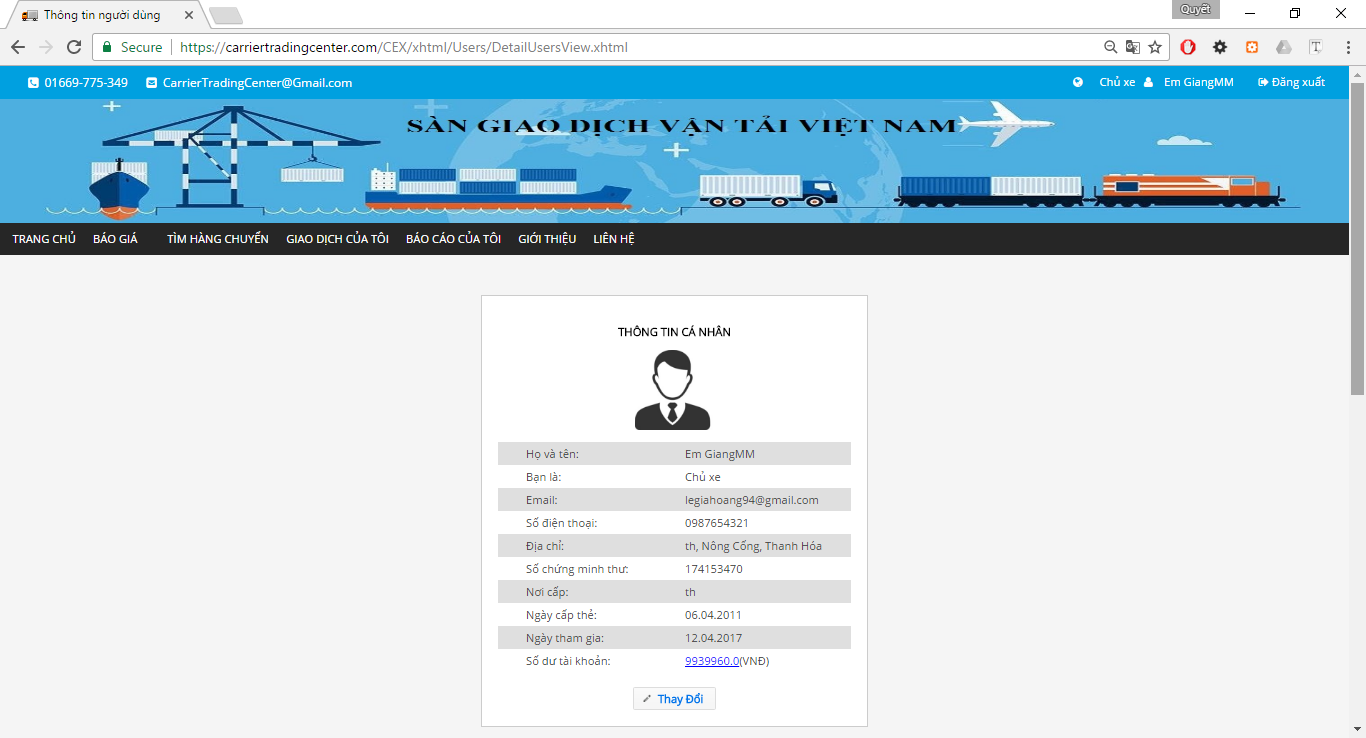 Thông tin người dùng
Quyết
Secure https://carriertradingcenter.com/CEX/xhtml/Users/DetailUsersView.xhtml
01669-775-349 CarrierTradingCenter@Gmail.com Chủ xe Em GiangMM Đăng xuất
SÀN GIAO DỊCH VẬN TẢI VIỆT NAM
TRANG CHỦ BÁO GIÁ TÌM HÀNG CHUYỂN GIAO DỊCH CỦA TÔI BÁO CÁO CỦA TÔI GIỚI THIỆU LIÊN HỆ
THÔNG TIN CÁ NHÂN
Họ và tên: Em GiangMM
Bạn là: Chủ xe
Email: legiahoang94@gmail.com
Số điện thoại: 0987654321
Địa chỉ: th, Nông Cống, Thanh Hóa
Số chứng minh thư: 174153470
Nơi cấp: th
Ngày cấp thẻ: 06.04.2011
Ngày tham gia: 12.04.2017
Số dư tài khoản: 9939960.0(VNĐ)
Thay Đổi